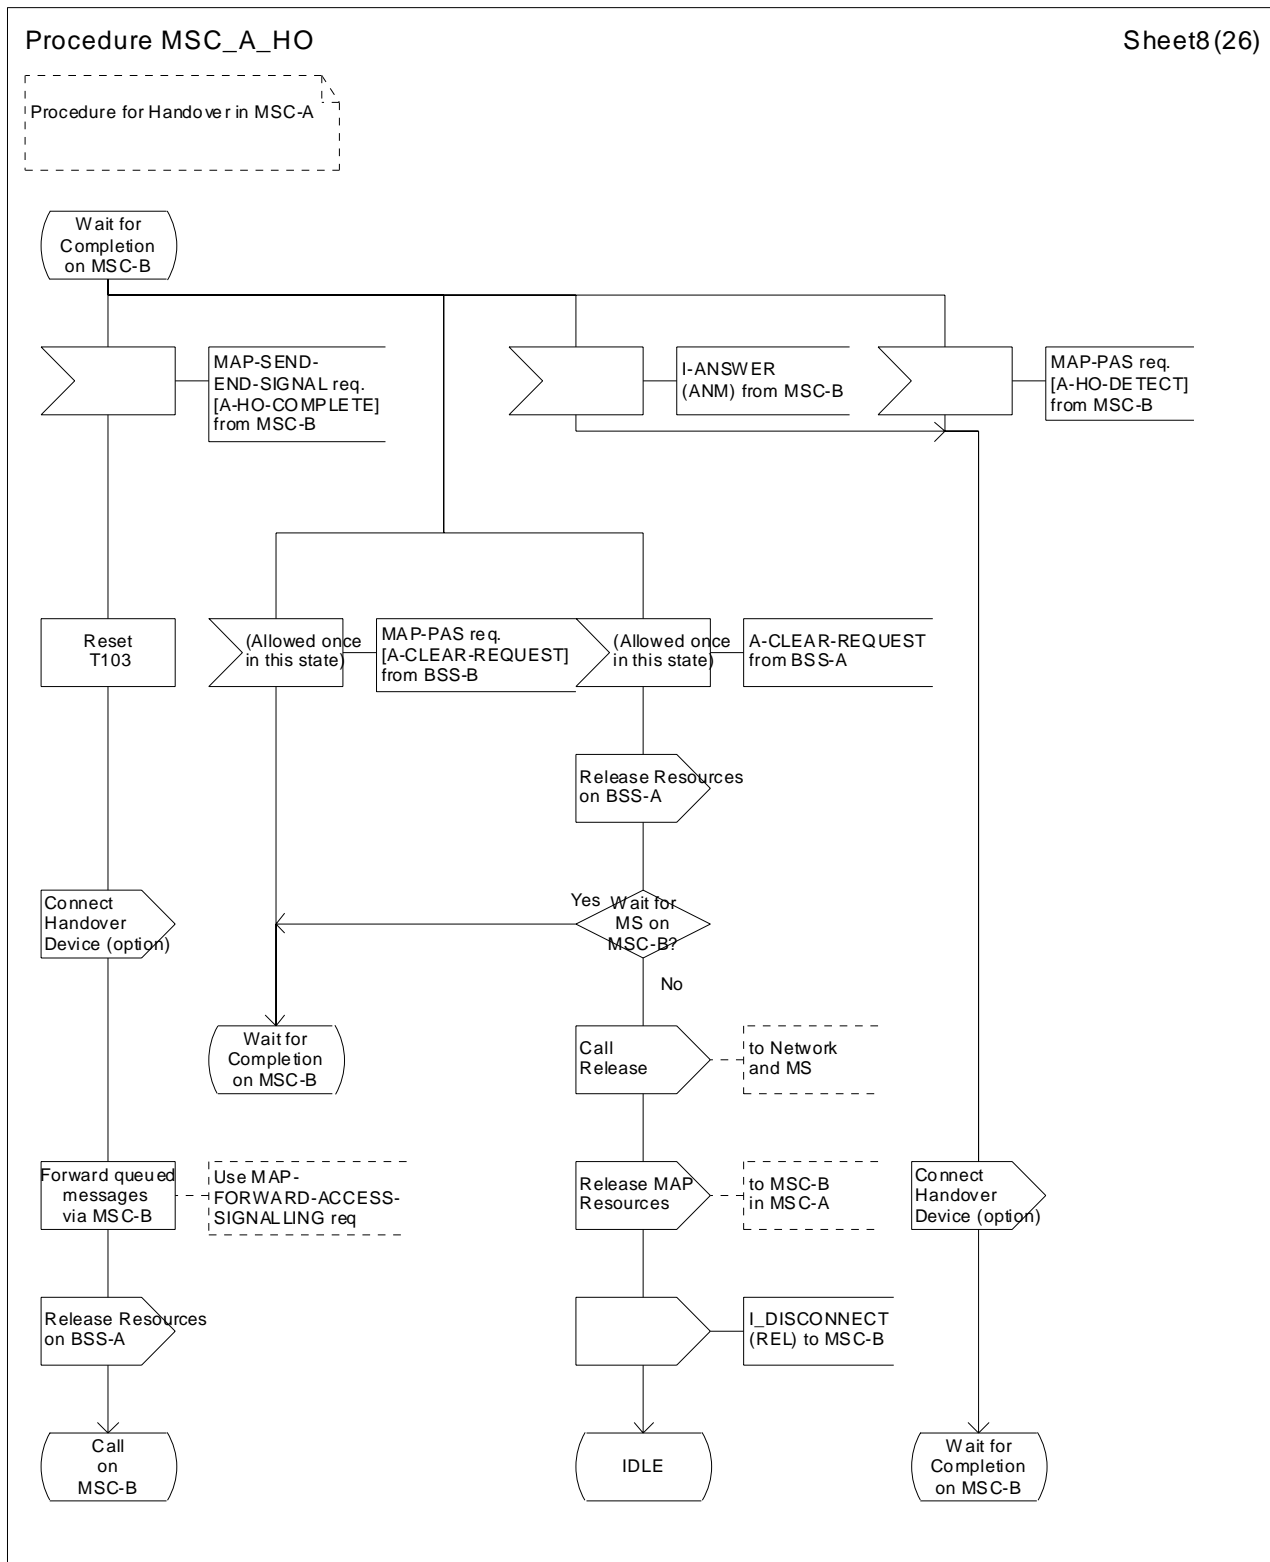 Procedure MSC_A_HO
Sheet8(26)
Procedure for Handover in MSC-A
Wait for
Completion
on MSC-B
MAP-SEND-
END-SIGNAL req.
[A-HO-COMPLETE]
from MSC-B
I-ANSWER
(ANM) from MSC-B
MAP-PAS req.
[A-HO-DETECT]
from MSC-B
Reset
T103
(Allowed once
in this state)
MAP-PAS req.
[A-CLEAR-REQUEST]
from BSS-B
(Allowed once
in this state)
A-CLEAR-REQUEST
from BSS-A
Release Resources
on BSS-A
Connect
Handover
Device (option)
Yes
Wait for
MS on
MSC-B?
No
Wait for
Completion
on MSC-B
Call
Release
to Network
and MS
Forward queued
messages
via MSC-B
Use MAP-
FORWARD-ACCESS-
SIGNALLING req
Release MAP
Resources
to MSC-B
in MSC-A
Connect
Handover
Device (option)
Release Resources
on BSS-A
I_DISCONNECT
(REL) to MSC-B
Call
on
MSC-B
IDLE
Wait for
Completion
on MSC-B